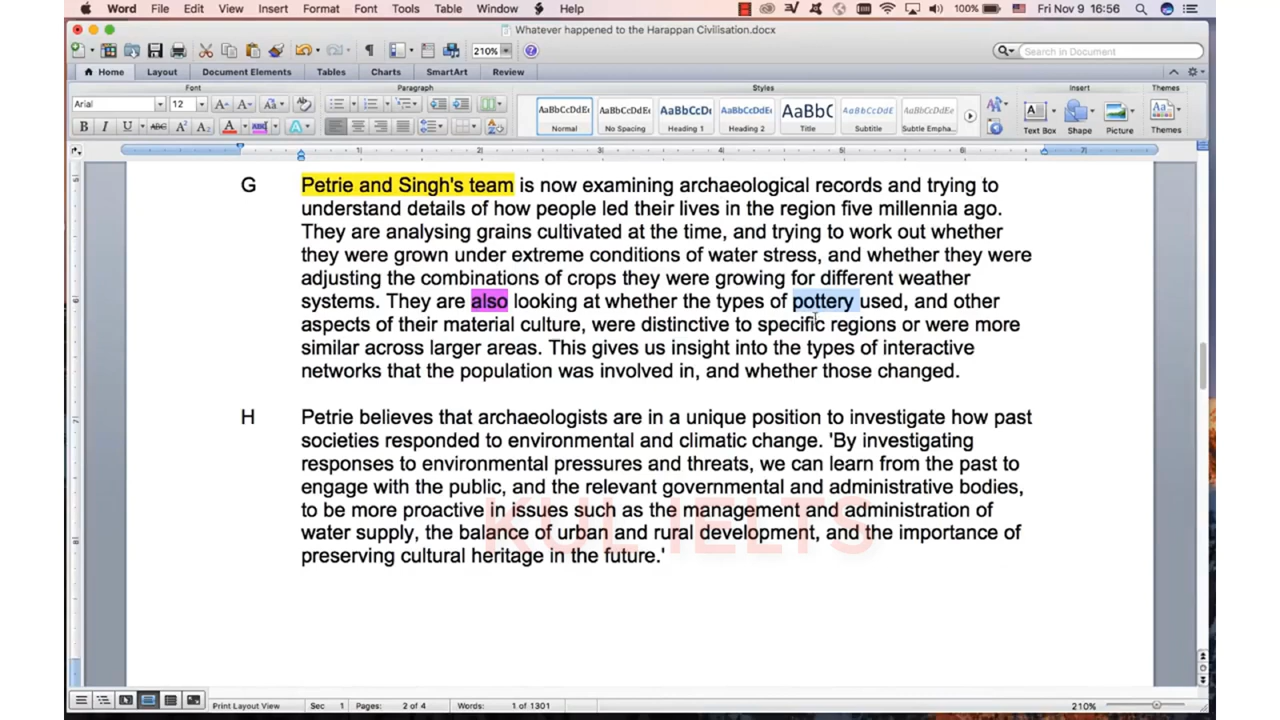 Word File Edit View Insert Format Font Tools Table Window Help 100% Fri Nov 9 16:56
Whatever happened to the Harappan Civilisation.docx
210% Search in Document
Home Layout Document Elements Tables Charts SmartArt Review
Font Paragraph Styles Insert Themes
Arial 12
AaBbCcDdEe AaBbCcDdEe AaBbCcDc AaBbCcDdEe AaBbC AaBbCcDdEe AaBbCcDdEe
Normal No Spacing Heading 1 Heading 2 Title Subtitle Subtle Empha... Text Box Shape Picture Themes
G Petrie and Singh's team is now examining archaeological records and trying to
understand details of how people led their lives in the region five millennia ago.
They are analysing grains cultivated at the time, and trying to work out whether
they were grown under extreme conditions of water stress, and whether they were
adjusting the combinations of crops they were growing for different weather
systems. They are also looking at whether the types of pottery used, and other
aspects of their material culture, were distinctive to specific regions or were more
similar across larger areas. This gives us insight into the types of interactive
networks that the population was involved in, and whether those changed.
H Petrie believes that archaeologists are in a unique position to investigate how past
societies responded to environmental and climatic change. 'By investigating
responses to environmental pressures and threats, we can learn from the past to
engage with the public, and the relevant governmental and administrative bodies,
to be more proactive in issues such as the management and administration of
water supply, the balance of urban and rural development, and the importance of
preserving cultural heritage in the future.'
KUL IELTS
Print Layout View Sec 1 Pages: 2 of 4 Words: 1 of 1301 210%